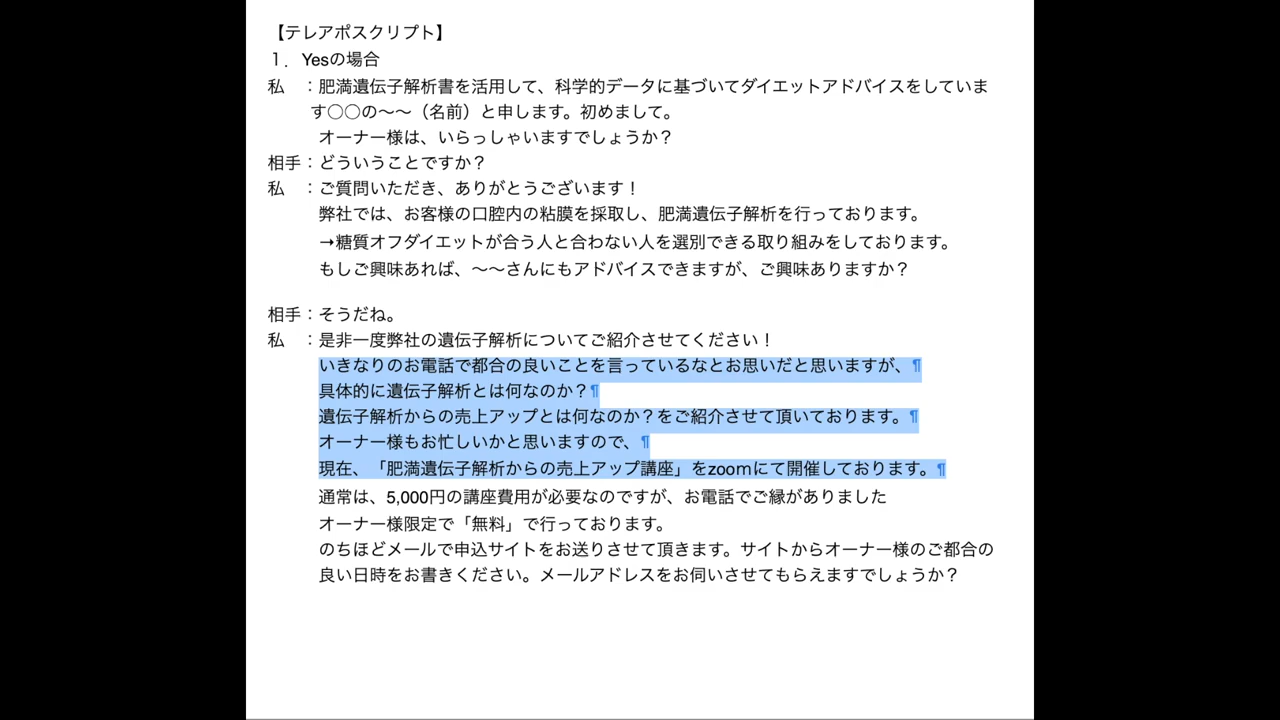 【テレアポスクリプト】
１．Yesの場合
私　：肥満遺伝子解析書を活用して、科学的データに基づいてダイエットアドバイスをしていま
す〇〇の〜〜（名前）と申します。初めまして。
オーナー様は、いらっしゃいますでしょうか？
相手：どういうことですか？
私　：ご質問いただき、ありがとうございます！
弊社では、お客様の口腔内の粘膜を採取し、肥満遺伝子解析を行っております。
→糖質オフダイエットが合う人と合わない人を選別できる取り組みをしております。
もしご興味あれば、〜〜さんにもアドバイスできますが、ご興味ありますか？
相手：そうだね。
私　：是非一度弊社の遺伝子解析についてご紹介させてください！
いきなりのお電話で都合の良いことを言っているなとお思いだと思いますが、¶
具体的に遺伝子解析とは何なのか？¶
遺伝子解析からの売上アップとは何なのか？をご紹介させて頂いております。¶
オーナー様もお忙しいかと思いますので、¶
現在、「肥満遺伝子解析からの売上アップ講座」をzoomにて開催しております。¶
通常は、5,000円の講座費用が必要なのですが、お電話でご縁がありました
オーナー様限定で「無料」で行っております。
のちほどメールで申込サイトをお送りさせて頂きます。サイトからオーナー様のご都合の
良い日時をお書きください。メールアドレスをお伺いさせてもらえますでしょうか？